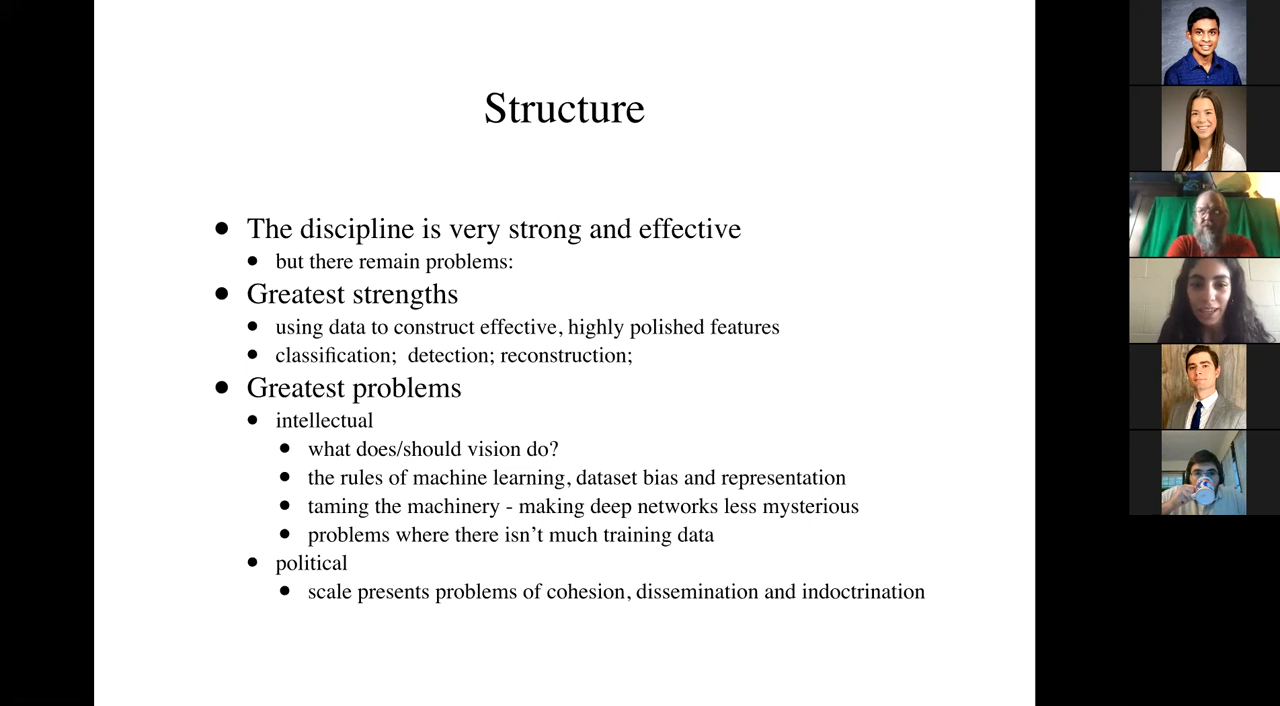 Structure
The discipline is very strong and effective
but there remain problems:
Greatest strengths
using data to construct effective, highly polished features
classification;  detection; reconstruction;
Greatest problems
intellectual
what does/should vision do?
the rules of machine learning, dataset bias and representation
taming the machinery - making deep networks less mysterious
problems where there isn’t much training data
political
scale presents problems of cohesion, dissemination and indoctrination